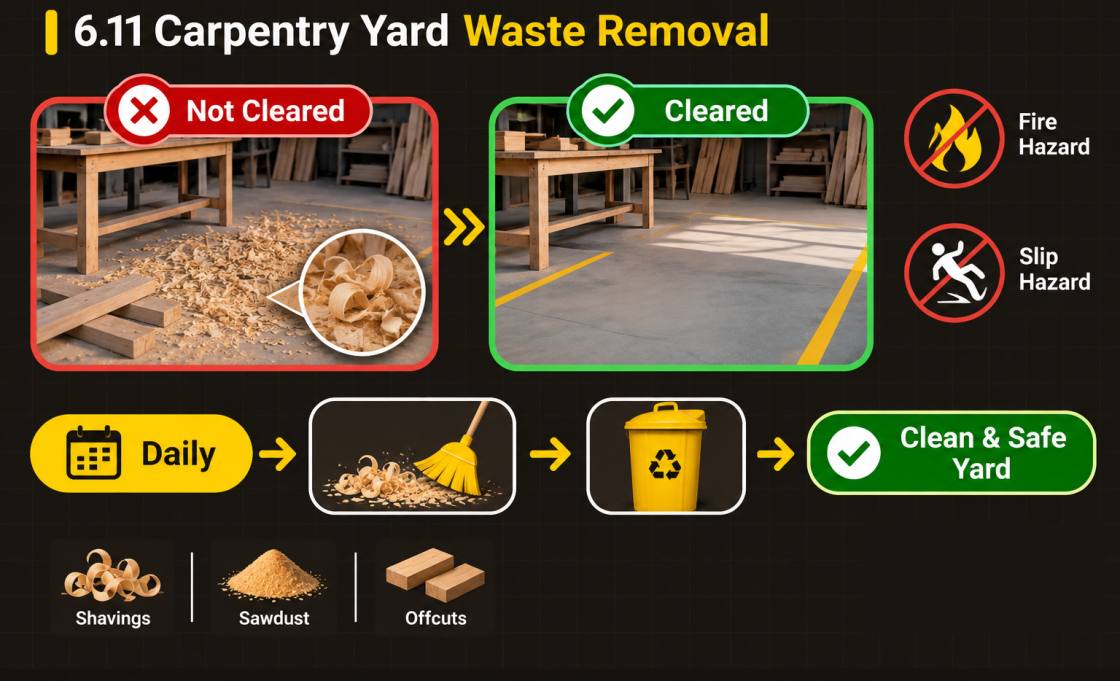 6.11 Carpentry Yard Waste Removal
Not Cleared
Cleared
Fire
Hazard
Slip
Hazard
Daily
Clean & Safe
Yard
Shavings
Sawdust
Offcuts